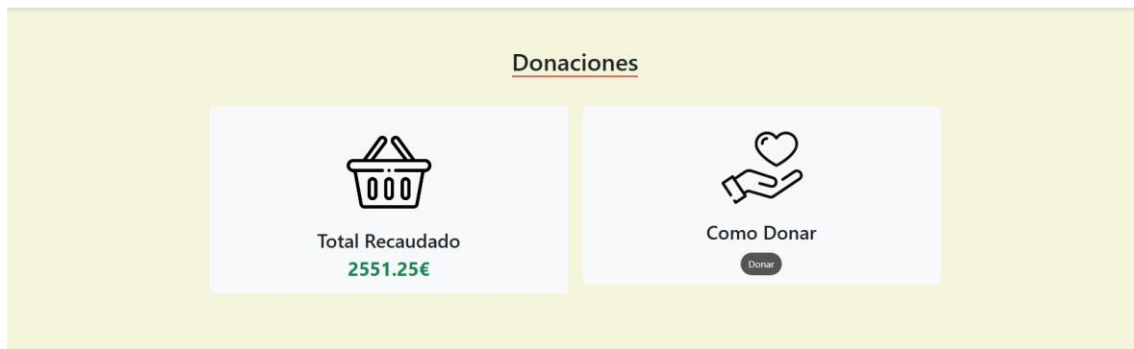 Donaciones
Total Recaudado
2551.25€
Como Donar
Donar